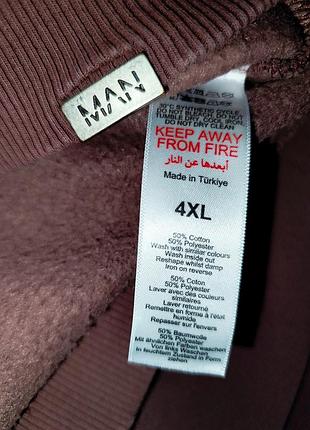 MAN
30°C SYNTHETIC CYCLE
DO NOT BLEACH, DO NOT
TUMBLE DRY, COOL IRON,
DO NOT DRY CLEAN
KEEP AWAY
FROM FIRE
أبعدها عن النار
Made in Türkiye
4XL
50% Cotton
50% Polyester
Wash with similar colours
Wash inside out
Reshape whilst damp
Iron on reverse
50% Coton
50% Polyester
Laver avec des couleurs
similaires
Laver retourné
Remettre en forme à l'état
humide
Repasser sur l'envers
50% Baumwolle
50% Polyester
Mit ähnlichen Farben waschen
Von links Waschen
In feuchtem Zustand in Form
ziehen